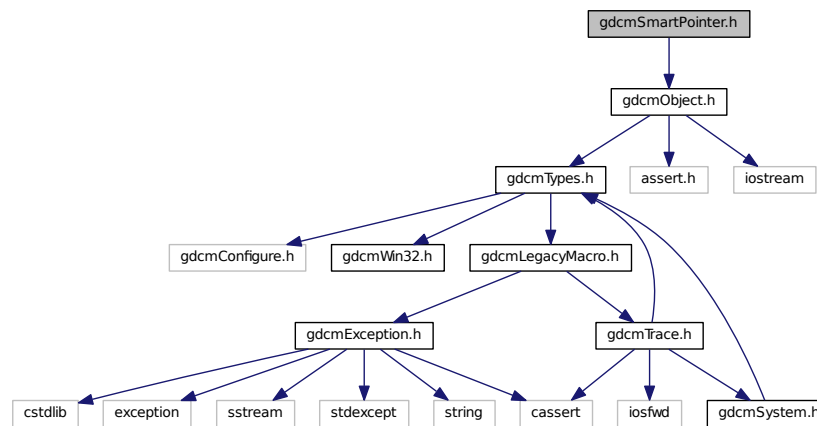 gdcmSmartPointer.h
gdcmObject.h
gdcmTypes.h
assert.h
iostream
gdcmConfigure.h
gdcmWin32.h
gdcmLegacyMacro.h
gdcmException.h
gdcmTrace.h
cstdlib
exception
sstream
stdexcept
string
cassert
iosfwd
gdcmSystem.h